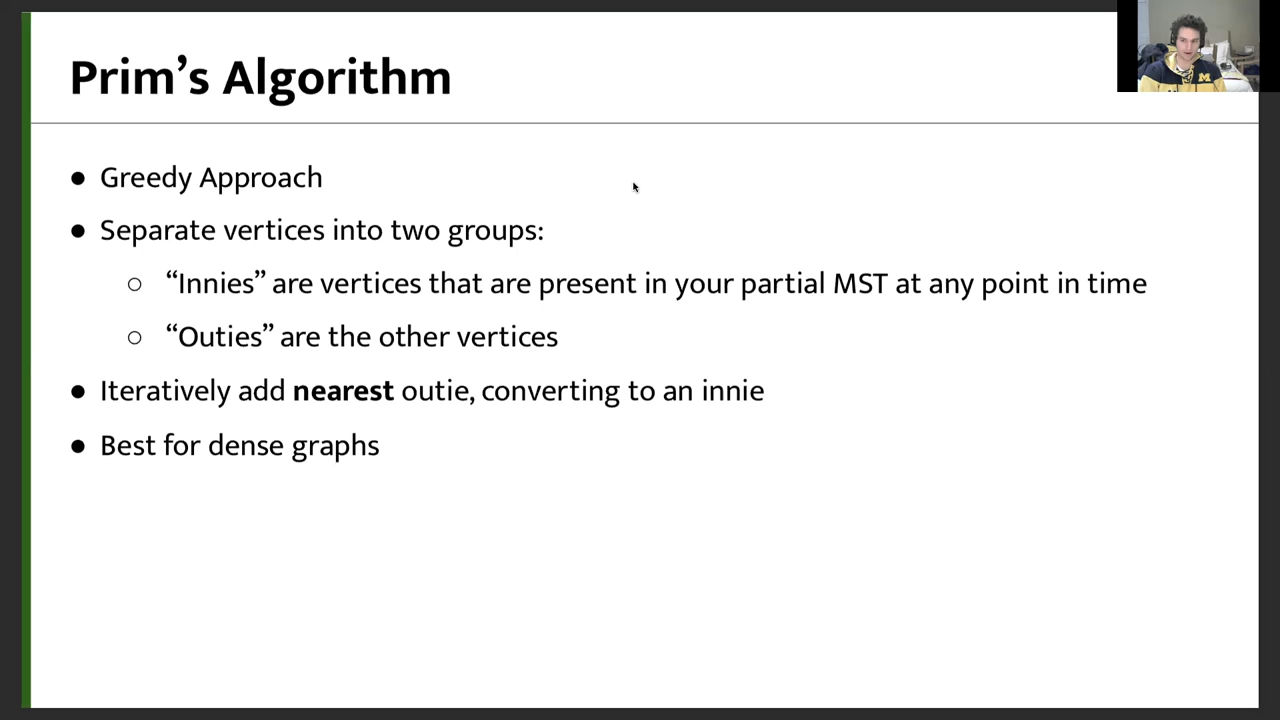 Prim’s Algorithm
● Greedy Approach
● Separate vertices into two groups:
○ “Innies” are vertices that are present in your partial MST at any point in time
○ “Outies” are the other vertices
● Iteratively add nearest outie, converting to an innie
● Best for dense graphs
M